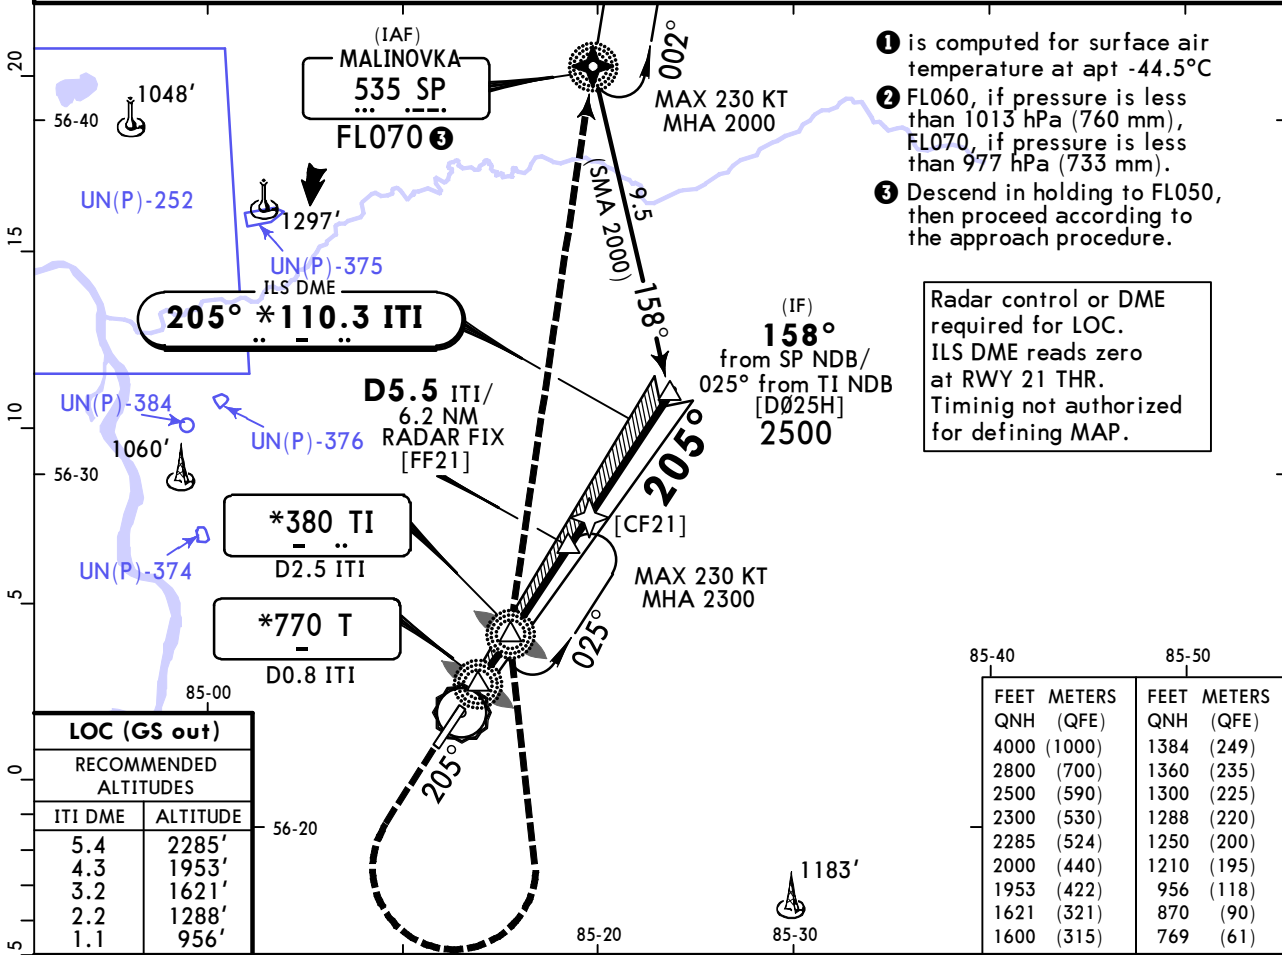 (IAF)
MALINOVKA
535 SP
FL070 ❸
002°
MAX 230 KT
MHA 2000
❶ is computed for surface air
temperature at apt -44.5°C
❷ FL060, if pressure is less
than 1013 hPa (760 mm),
FL070, if pressure is less
than 977 hPa (733 mm).
❸ Descend in holding to FL050,
then proceed according to
the approach procedure.
20
1048'
56-40
UN(P)-252
1297'
UN(P)-375
(SMA 2000)
9.5
158°
15
ILS DME
205° *110.3 ITI
(IF)
158°
from SP NDB/
025° from TI NDB
[DØ25H]
2500
Radar control or DME
required for LOC.
ILS DME reads zero
at RWY 21 THR.
Timinig not authorized
for defining MAP.
D5.5 ITI/
6.2 NM
RADAR FIX
[FF21]
10
UN(P)-384
UN(P)-376
1060'
56-30
205°
[CF21]
*380 TI
D2.5 ITI
UN(P)-374
MAX 230 KT
MHA 2300
025°
5
*770 T
D0.8 ITI
85-00
85-40
85-50
205°
0
56-20
5
85-20
85-30
1183'
LOC (GS out)
RECOMMENDED
ALTITUDES
ITI DME ALTITUDE
5.4 2285'
4.3 1953'
3.2 1621'
2.2 1288'
1.1 956'
FEET METERS FEET METERS
QNH (QFE) QNH (QFE)
4000 (1000) 1384 (249)
2800 (700) 1360 (235)
2500 (590) 1300 (225)
2300 (530) 1288 (220)
2285 (524) 1250 (200)
2000 (440) 1210 (195)
1953 (422) 956 (118)
1621 (321) 870 (90)
1600 (315) 769 (61)